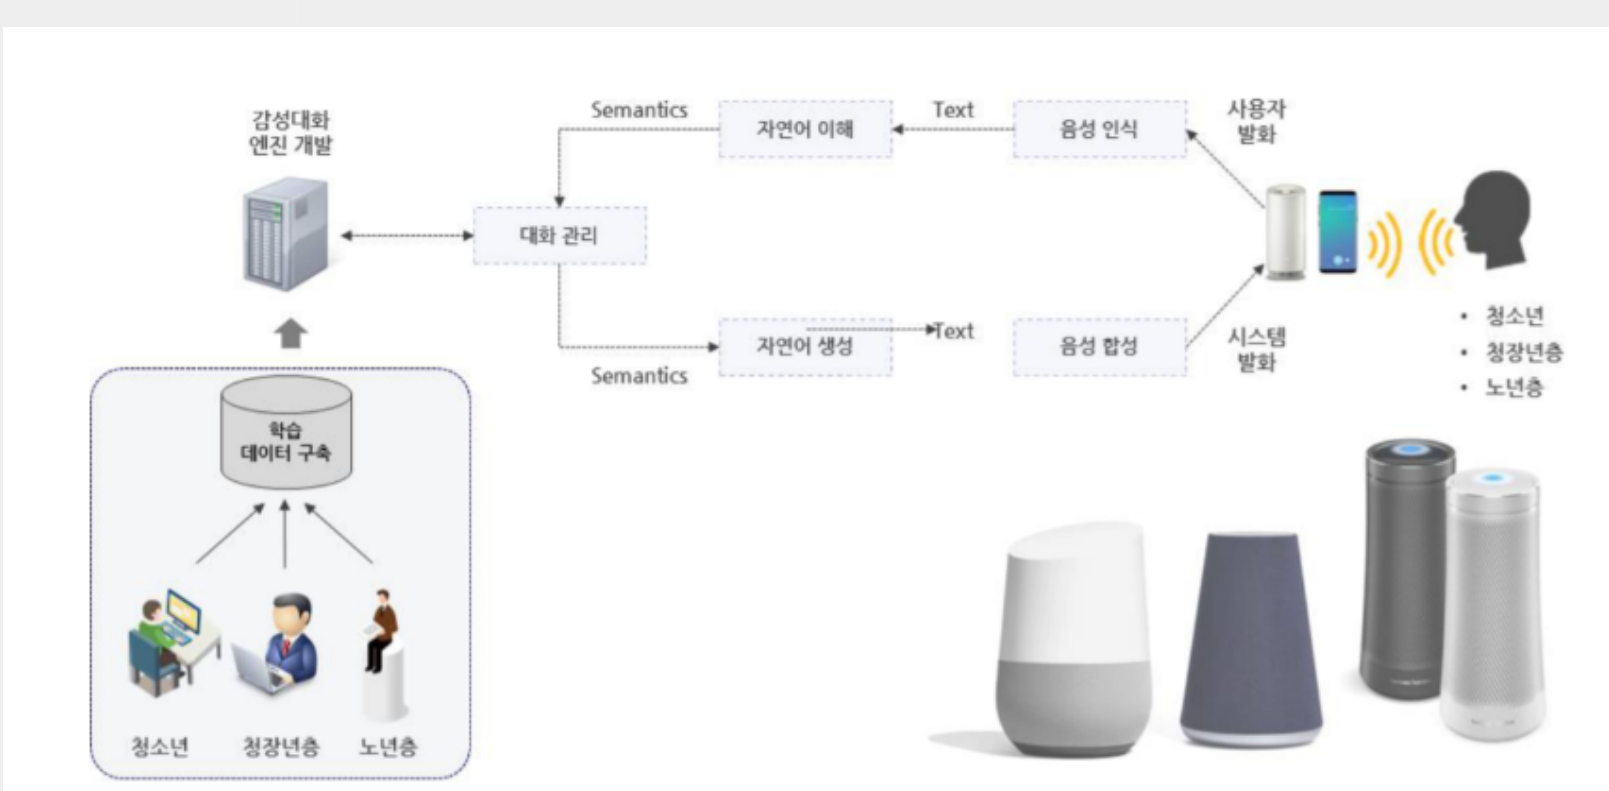 감성대화
엔진 개발
Semantics
자연어 이해
Text
음성 인식
사용자
발화
대화 관리
Semantics
자연어 생성
Text
음성 합성
시스템
발화
• 청소년
• 청장년층
• 노년층
학습
데이터 구축
청소년
청장년층
노년층